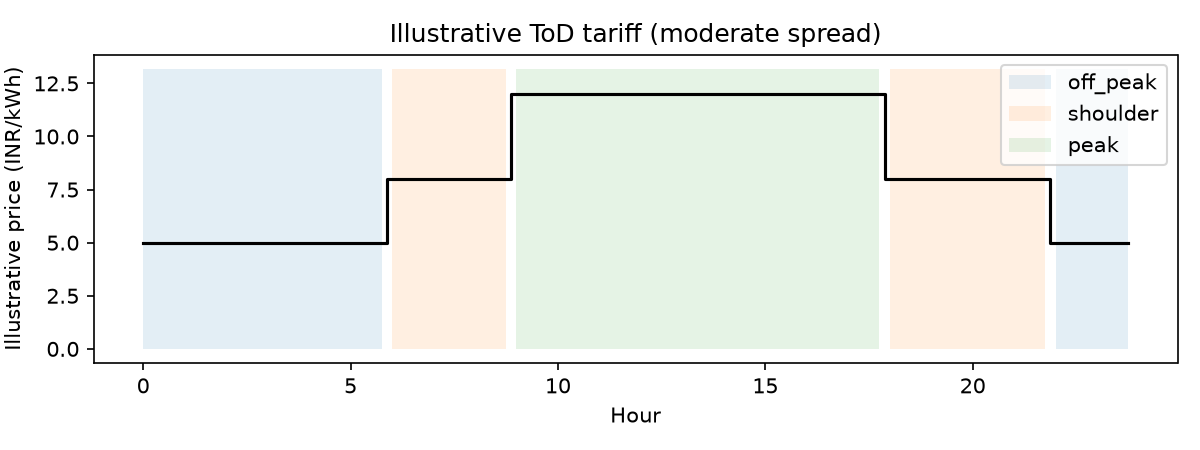 Illustrative ToD tariff (moderate spread)
Illustrative price (INR/kWh)
12.5
10.0
7.5
5.0
2.5
0.0
off_peak
shoulder
peak
0 5 10 15 20
Hour